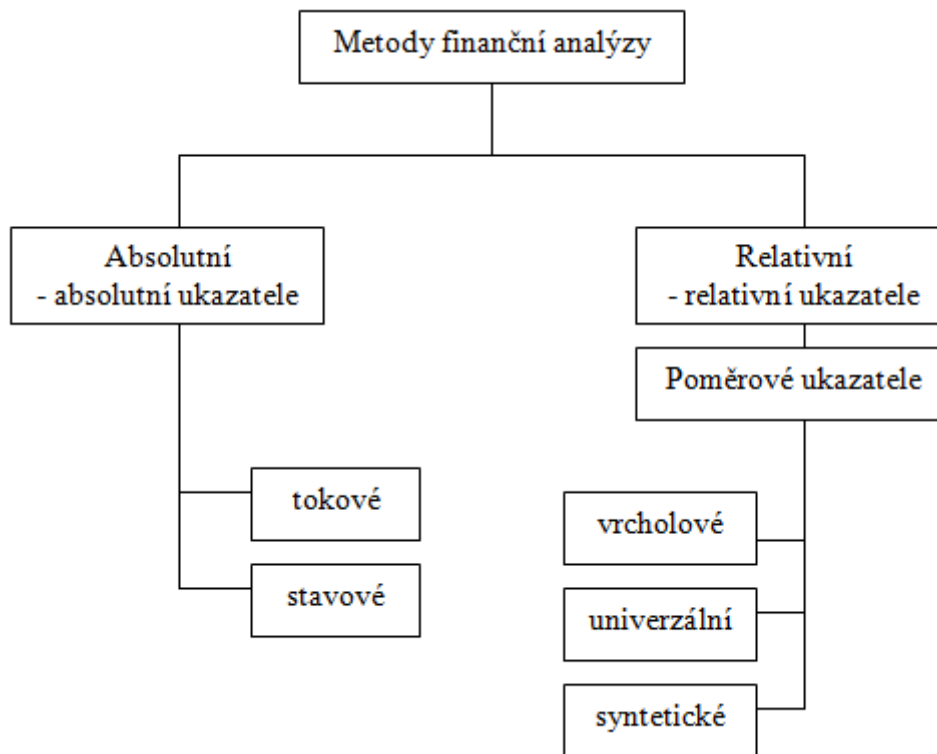 Metody finanční analýzy
Absolutní
- absolutní ukazatele
Relativní
- relativní ukazatele
Poměrové ukazatele
tokové
stavové
vrcholové
univerzální
syntetické